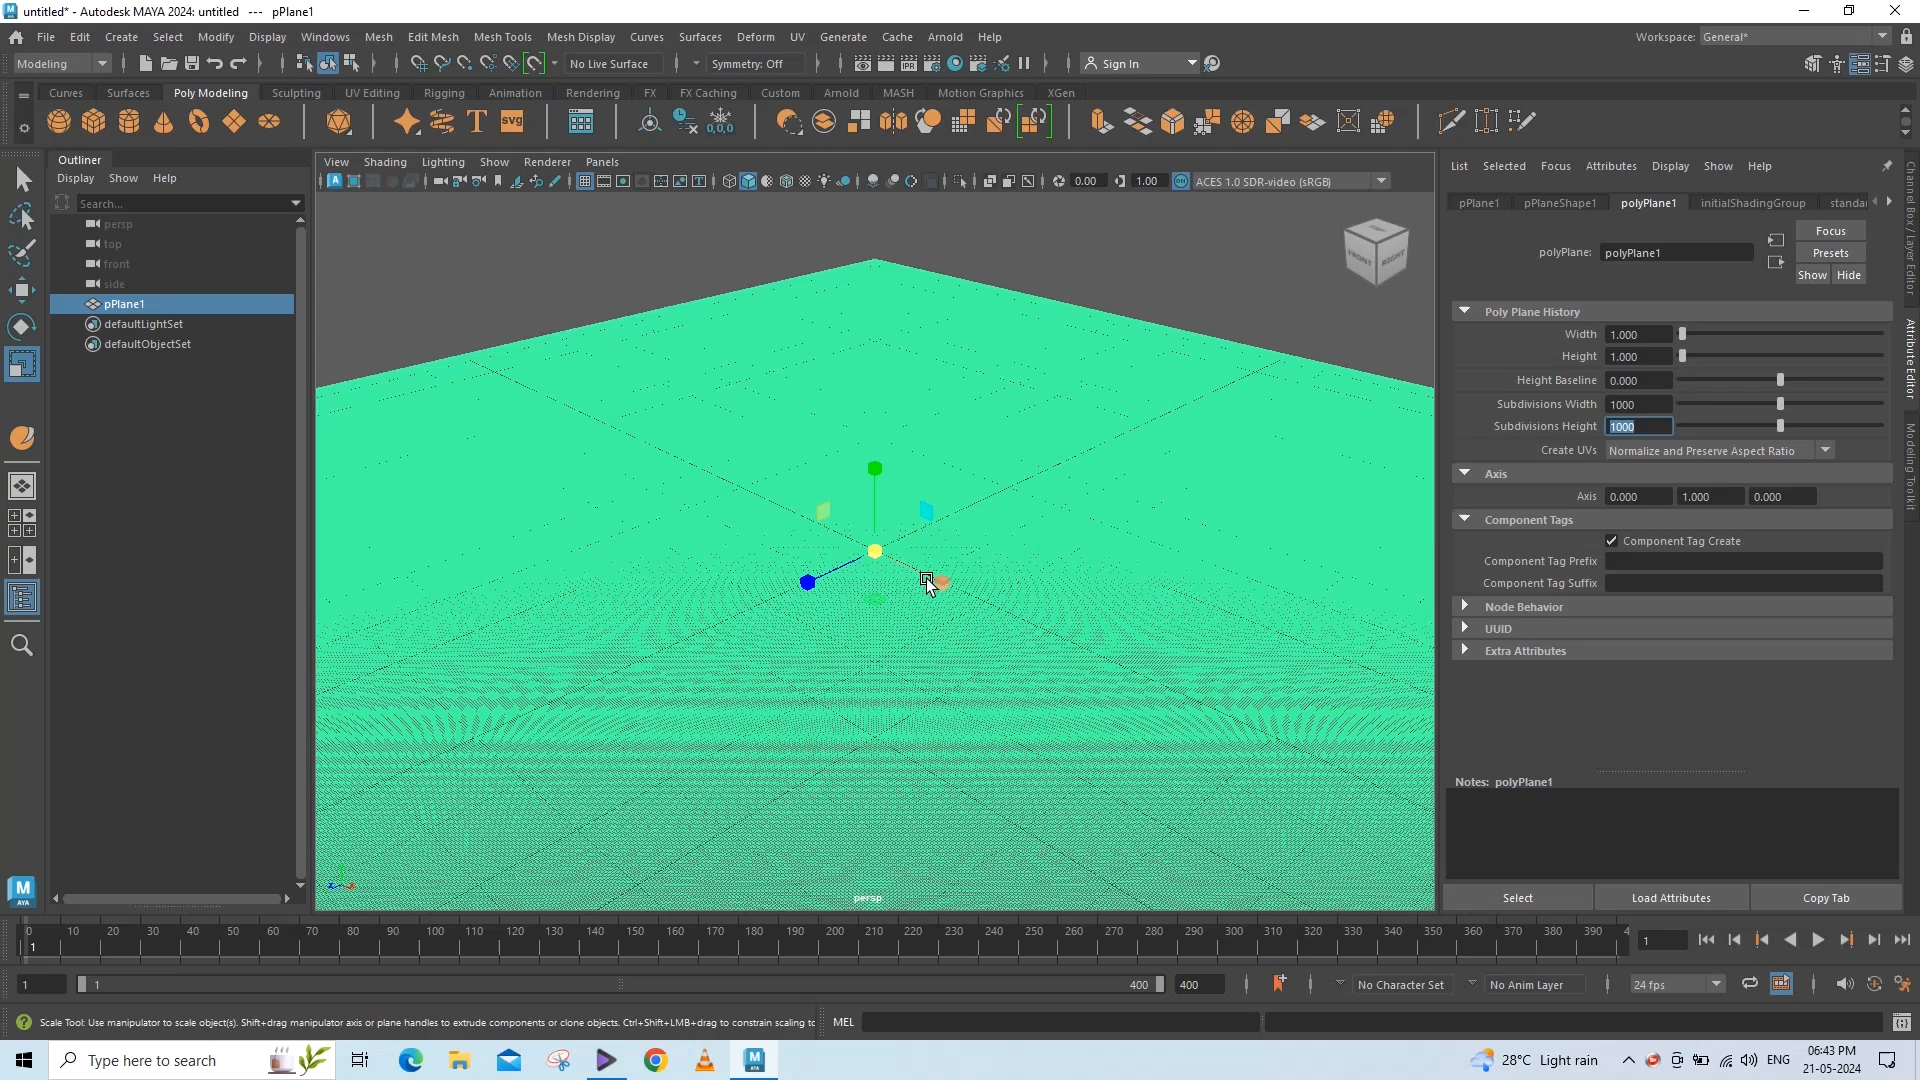 untitled* - Autodesk MAYA 2024: untitled --- pPlane1
File Edit Create Select Modify Display Windows Mesh Edit Mesh Mesh Tools Mesh Display Curves Surfaces Deform UV Generate Cache Arnold Help
Workspace: General*
Modeling No Live Surface Symmetry: Off Sign In
Curves Surfaces Poly Modeling Sculpting UV Editing Rigging Animation Rendering FX FX Caching Custom Arnold MASH Motion Graphics XGen
Outliner
Display Show Help
Search...
persp
top
front
side
pPlane1
defaultLightSet
defaultObjectSet
View Shading Lighting Show Renderer Panels
0.00 1.00 ACES 1.0 SDR-video (sRGB)
FRONT RIGHT
persp
List Selected Focus Attributes Display Show Help
pPlane1 pPlaneShape1 polyPlane1 initialShadingGroup standa
polyPlane: polyPlane1
Focus
Presets
Show Hide
Poly Plane History
Width 1.000
Height 1.000
Height Baseline 0.000
Subdivisions Width 1000
Subdivisions Height 1000
Create UVs Normalize and Preserve Aspect Ratio
Axis
Axis 0.000 1.000 0.000
Component Tags
Component Tag Create
Component Tag Prefix
Component Tag Suffix
Node Behavior
UUID
Extra Attributes
Notes: polyPlane1
Select Load Attributes Copy Tab
Channel Box / Layer Editor
Attribute Editor
Modeling Toolkit
0 10 20 30 40 50 60 70 80 90 100 110 120 130 140 150 160 170 180 190 200 210 220 230 240 250 260 270 280 290 300 310 320 330 340 350 360 370 380 390 4
1
1
1 1 400 400 No Character Set No Anim Layer 24 fps
Scale Tool: Use manipulator to scale object(s). Shift+drag manipulator axis or plane handles to extrude components or clone objects. Ctrl+Shift+LMB+drag to constrain scaling to
MEL
Type here to search
28°C Light rain
ENG
06:43 PM
21-05-2024